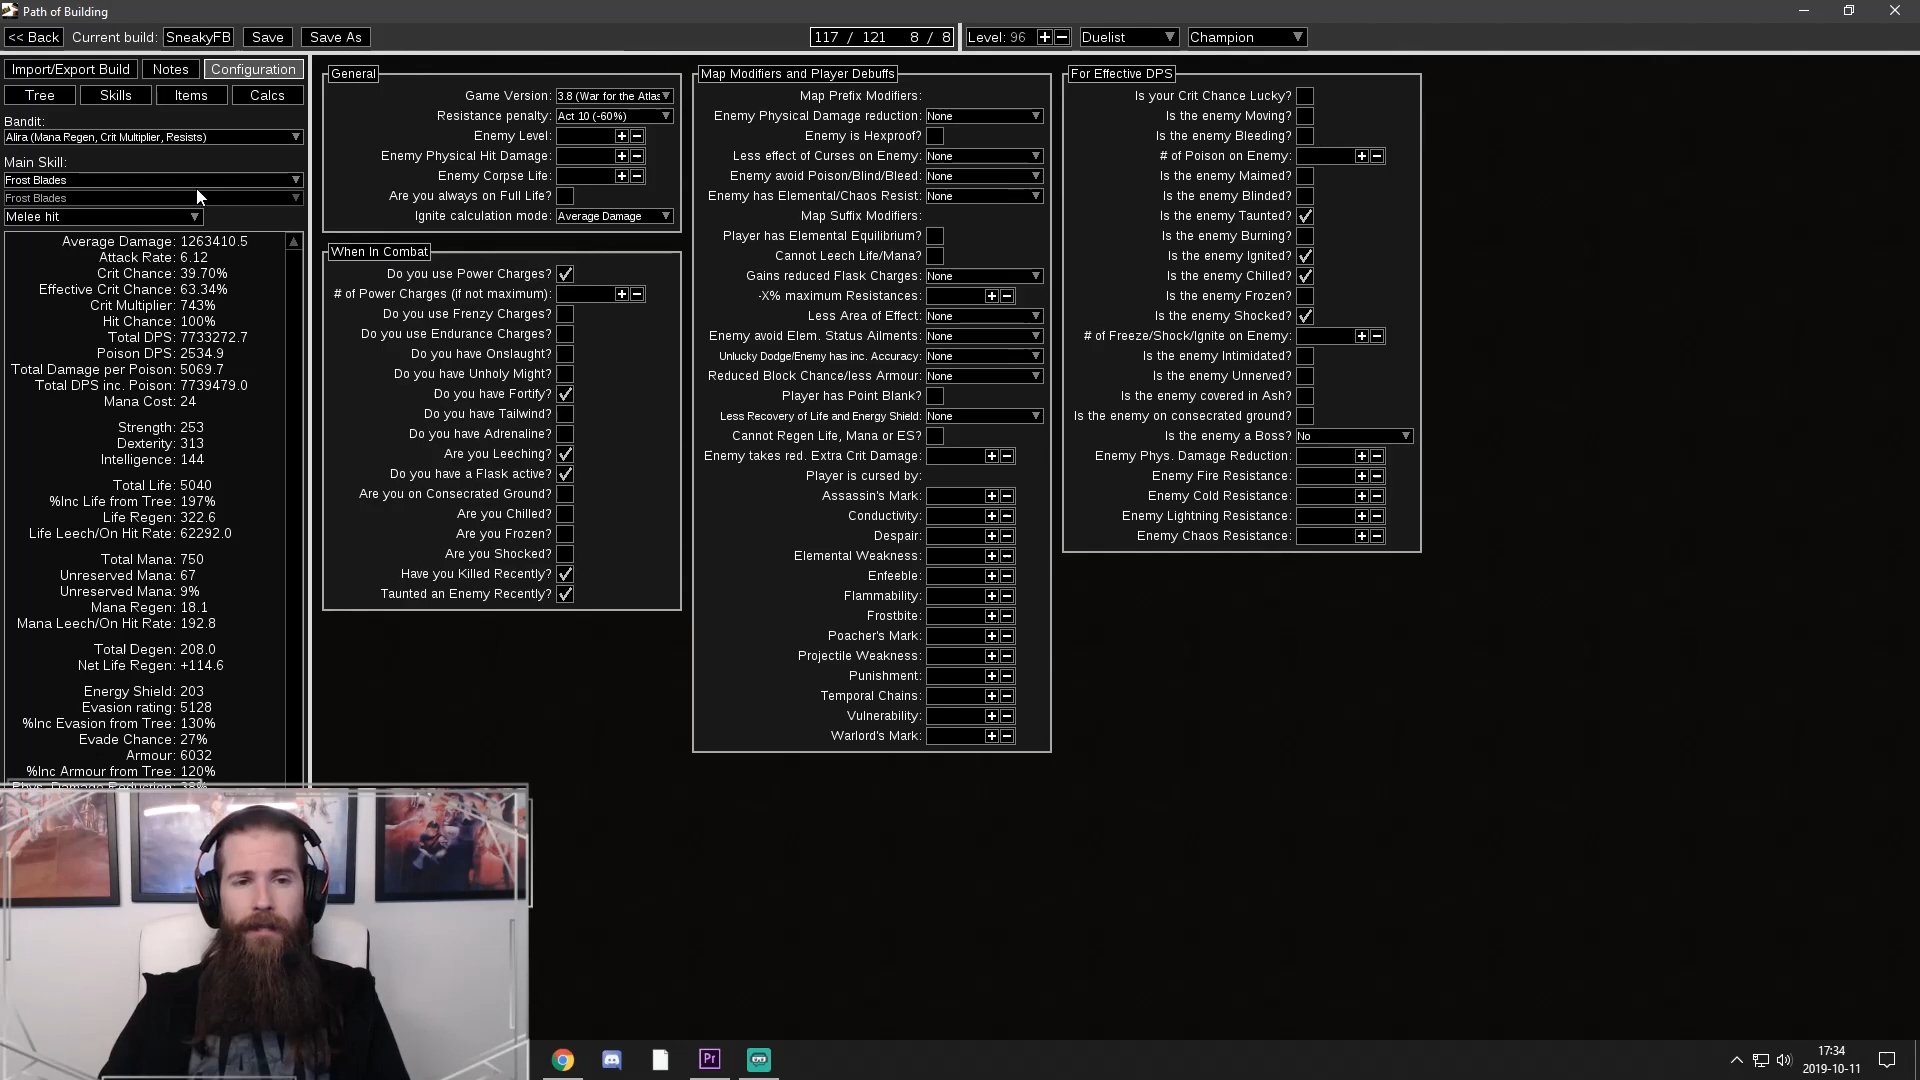 Path of Building
<< Back Current build: SneakyFB Save Save As 117 / 121 8 / 8 Level: 96 Duelist Champion
Import/Export Build Notes Configuration
Tree Skills Items Calcs
Bandit:
Alira (Mana Regen, Crit Multiplier, Resists)
Main Skill:
Frost Blades
Frost Blades
Melee hit
Average Damage: 1263410.5
Attack Rate: 6.12
Crit Chance: 39.70%
Effective Crit Chance: 63.34%
Crit Multiplier: 743%
Hit Chance: 100%
Total DPS: 7733272.7
Poison DPS: 2534.9
Total Damage per Poison: 5069.7
Total DPS inc. Poison: 7739479.0
Mana Cost: 24
Strength: 253
Dexterity: 313
Intelligence: 144
Total Life: 5040
%Inc Life from Tree: 197%
Life Regen: 322.6
Life Leech/On Hit Rate: 62292.0
Total Mana: 750
Unreserved Mana: 67
Unreserved Mana: 9%
Mana Regen: 18.1
Mana Leech/On Hit Rate: 192.8
Total Degen: 208.0
Net Life Regen: +114.6
Energy Shield: 203
Evasion rating: 5128
%Inc Evasion from Tree: 130%
Evade Chance: 27%
Armour: 6032
%Inc Armour from Tree: 120%
General
Game Version: 3.8 (War for the Atlas
Resistance penalty: Act 10 (-60%)
Enemy Level:
Enemy Physical Hit Damage:
Enemy Corpse Life:
Are you always on Full Life?
Ignite calculation mode: Average Damage
When In Combat
Do you use Power Charges?
# of Power Charges (if not maximum):
Do you use Frenzy Charges?
Do you use Endurance Charges?
Do you have Onslaught?
Do you have Unholy Might?
Do you have Fortify?
Do you have Tailwind?
Do you have Adrenaline?
Are you Leeching?
Do you have a Flask active?
Are you on Consecrated Ground?
Are you Chilled?
Are you Frozen?
Are you Shocked?
Have you Killed Recently?
Taunted an Enemy Recently?
Map Modifiers and Player Debuffs
Map Prefix Modifiers:
Enemy Physical Damage reduction: None
Enemy is Hexproof?
Less effect of Curses on Enemy: None
Enemy avoid Poison/Blind/Bleed: None
Enemy has Elemental/Chaos Resist: None
Map Suffix Modifiers:
Player has Elemental Equilibrium?
Cannot Leech Life/Mana?
Gains reduced Flask Charges: None
-X% maximum Resistances:
Less Area of Effect: None
Enemy avoid Elem. Status Ailments: None
Unlucky Dodge/Enemy has inc. Accuracy: None
Reduced Block Chance/less Armour: None
Player has Point Blank?
Less Recovery of Life and Energy Shield: None
Cannot Regen Life, Mana or ES?
Enemy takes red. Extra Crit Damage:
Player is cursed by:
Assassin's Mark:
Conductivity:
Despair:
Elemental Weakness:
Enfeeble:
Flammability:
Frostbite:
Poacher's Mark:
Projectile Weakness:
Punishment:
Temporal Chains:
Vulnerability:
Warlord's Mark:
For Effective DPS
Is your Crit Chance Lucky?
Is the enemy Moving?
Is the enemy Bleeding?
# of Poison on Enemy:
Is the enemy Maimed?
Is the enemy Blinded?
Is the enemy Taunted?
Is the enemy Burning?
Is the enemy Ignited?
Is the enemy Chilled?
Is the enemy Frozen?
Is the enemy Shocked?
# of Freeze/Shock/Ignite on Enemy:
Is the enemy Intimidated?
Is the enemy Unnerved?
Is the enemy covered in Ash?
Is the enemy on consecrated ground?
Is the enemy a Boss? No
Enemy Phys. Damage Reduction:
Enemy Fire Resistance:
Enemy Cold Resistance:
Enemy Lightning Resistance:
Enemy Chaos Resistance:
Pr
17:34
2019-10-11